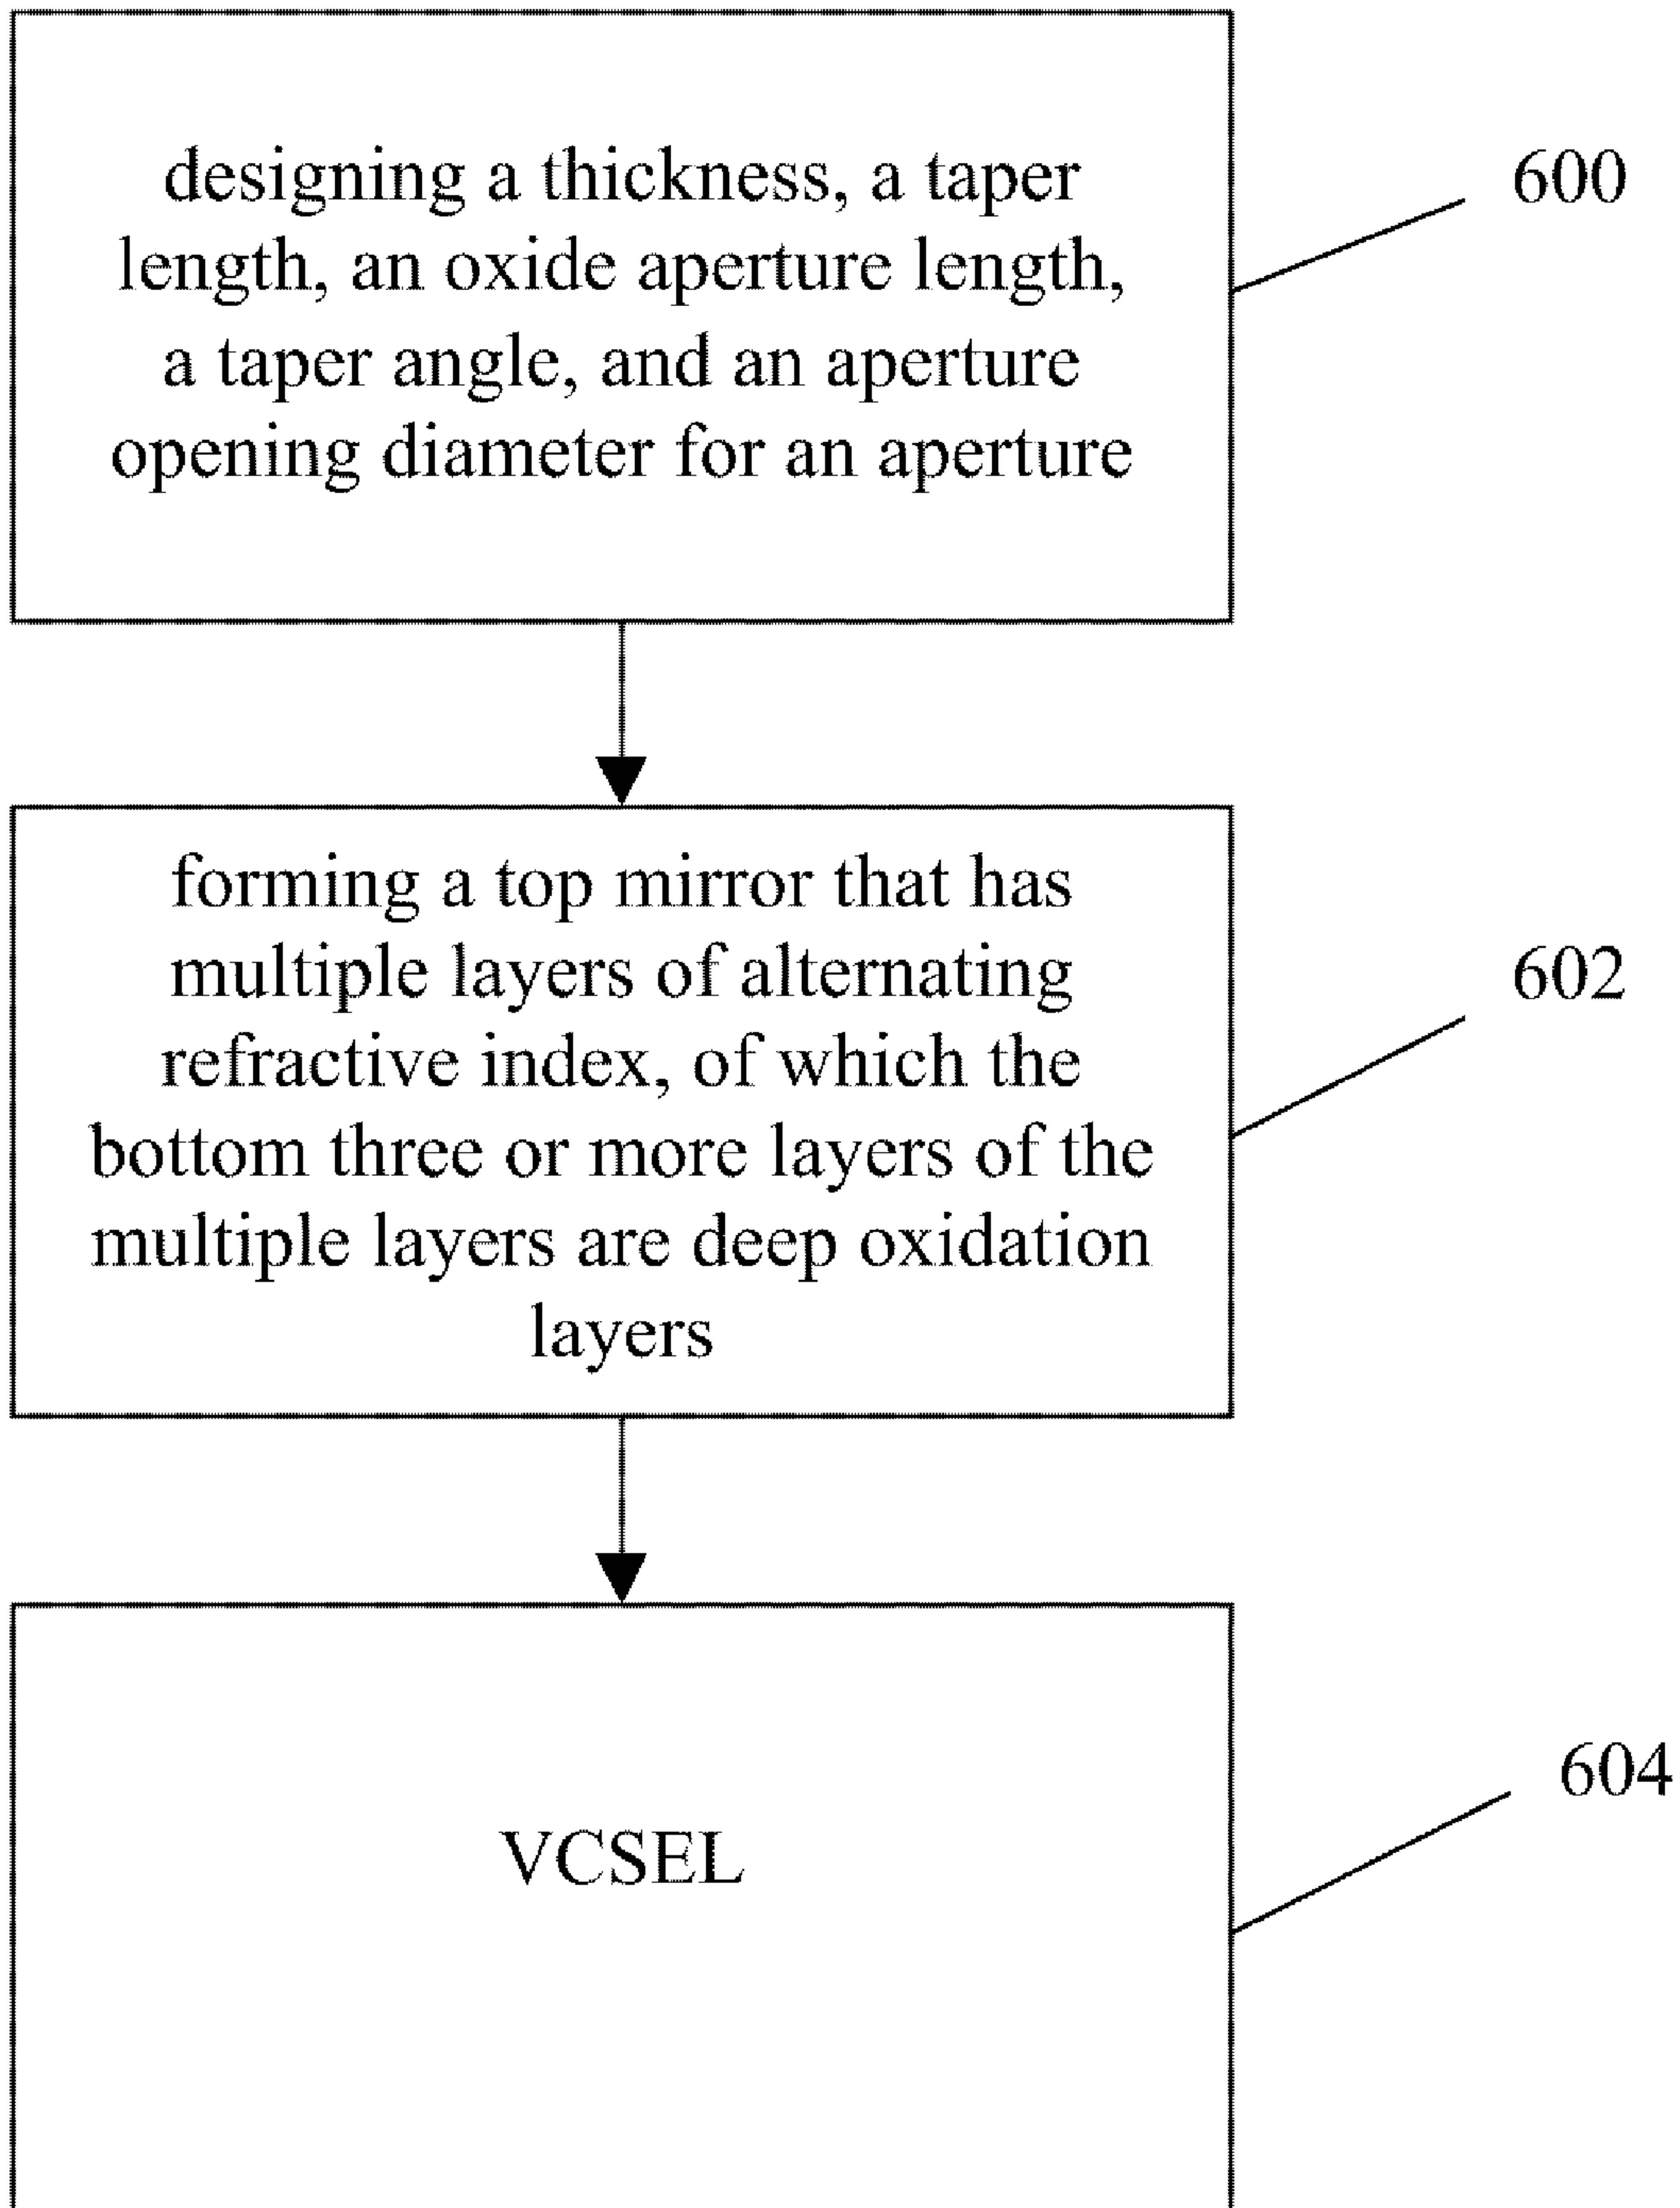 designing a thickness, a taper
length, an oxide aperture length,
a taper angle, and an aperture
opening diameter for an aperture
600
forming a top mirror that has
multiple layers of alternating
refractive index, of which the
bottom three or more layers of the
multiple layers are deep oxidation
layers
602
VCSEL
604